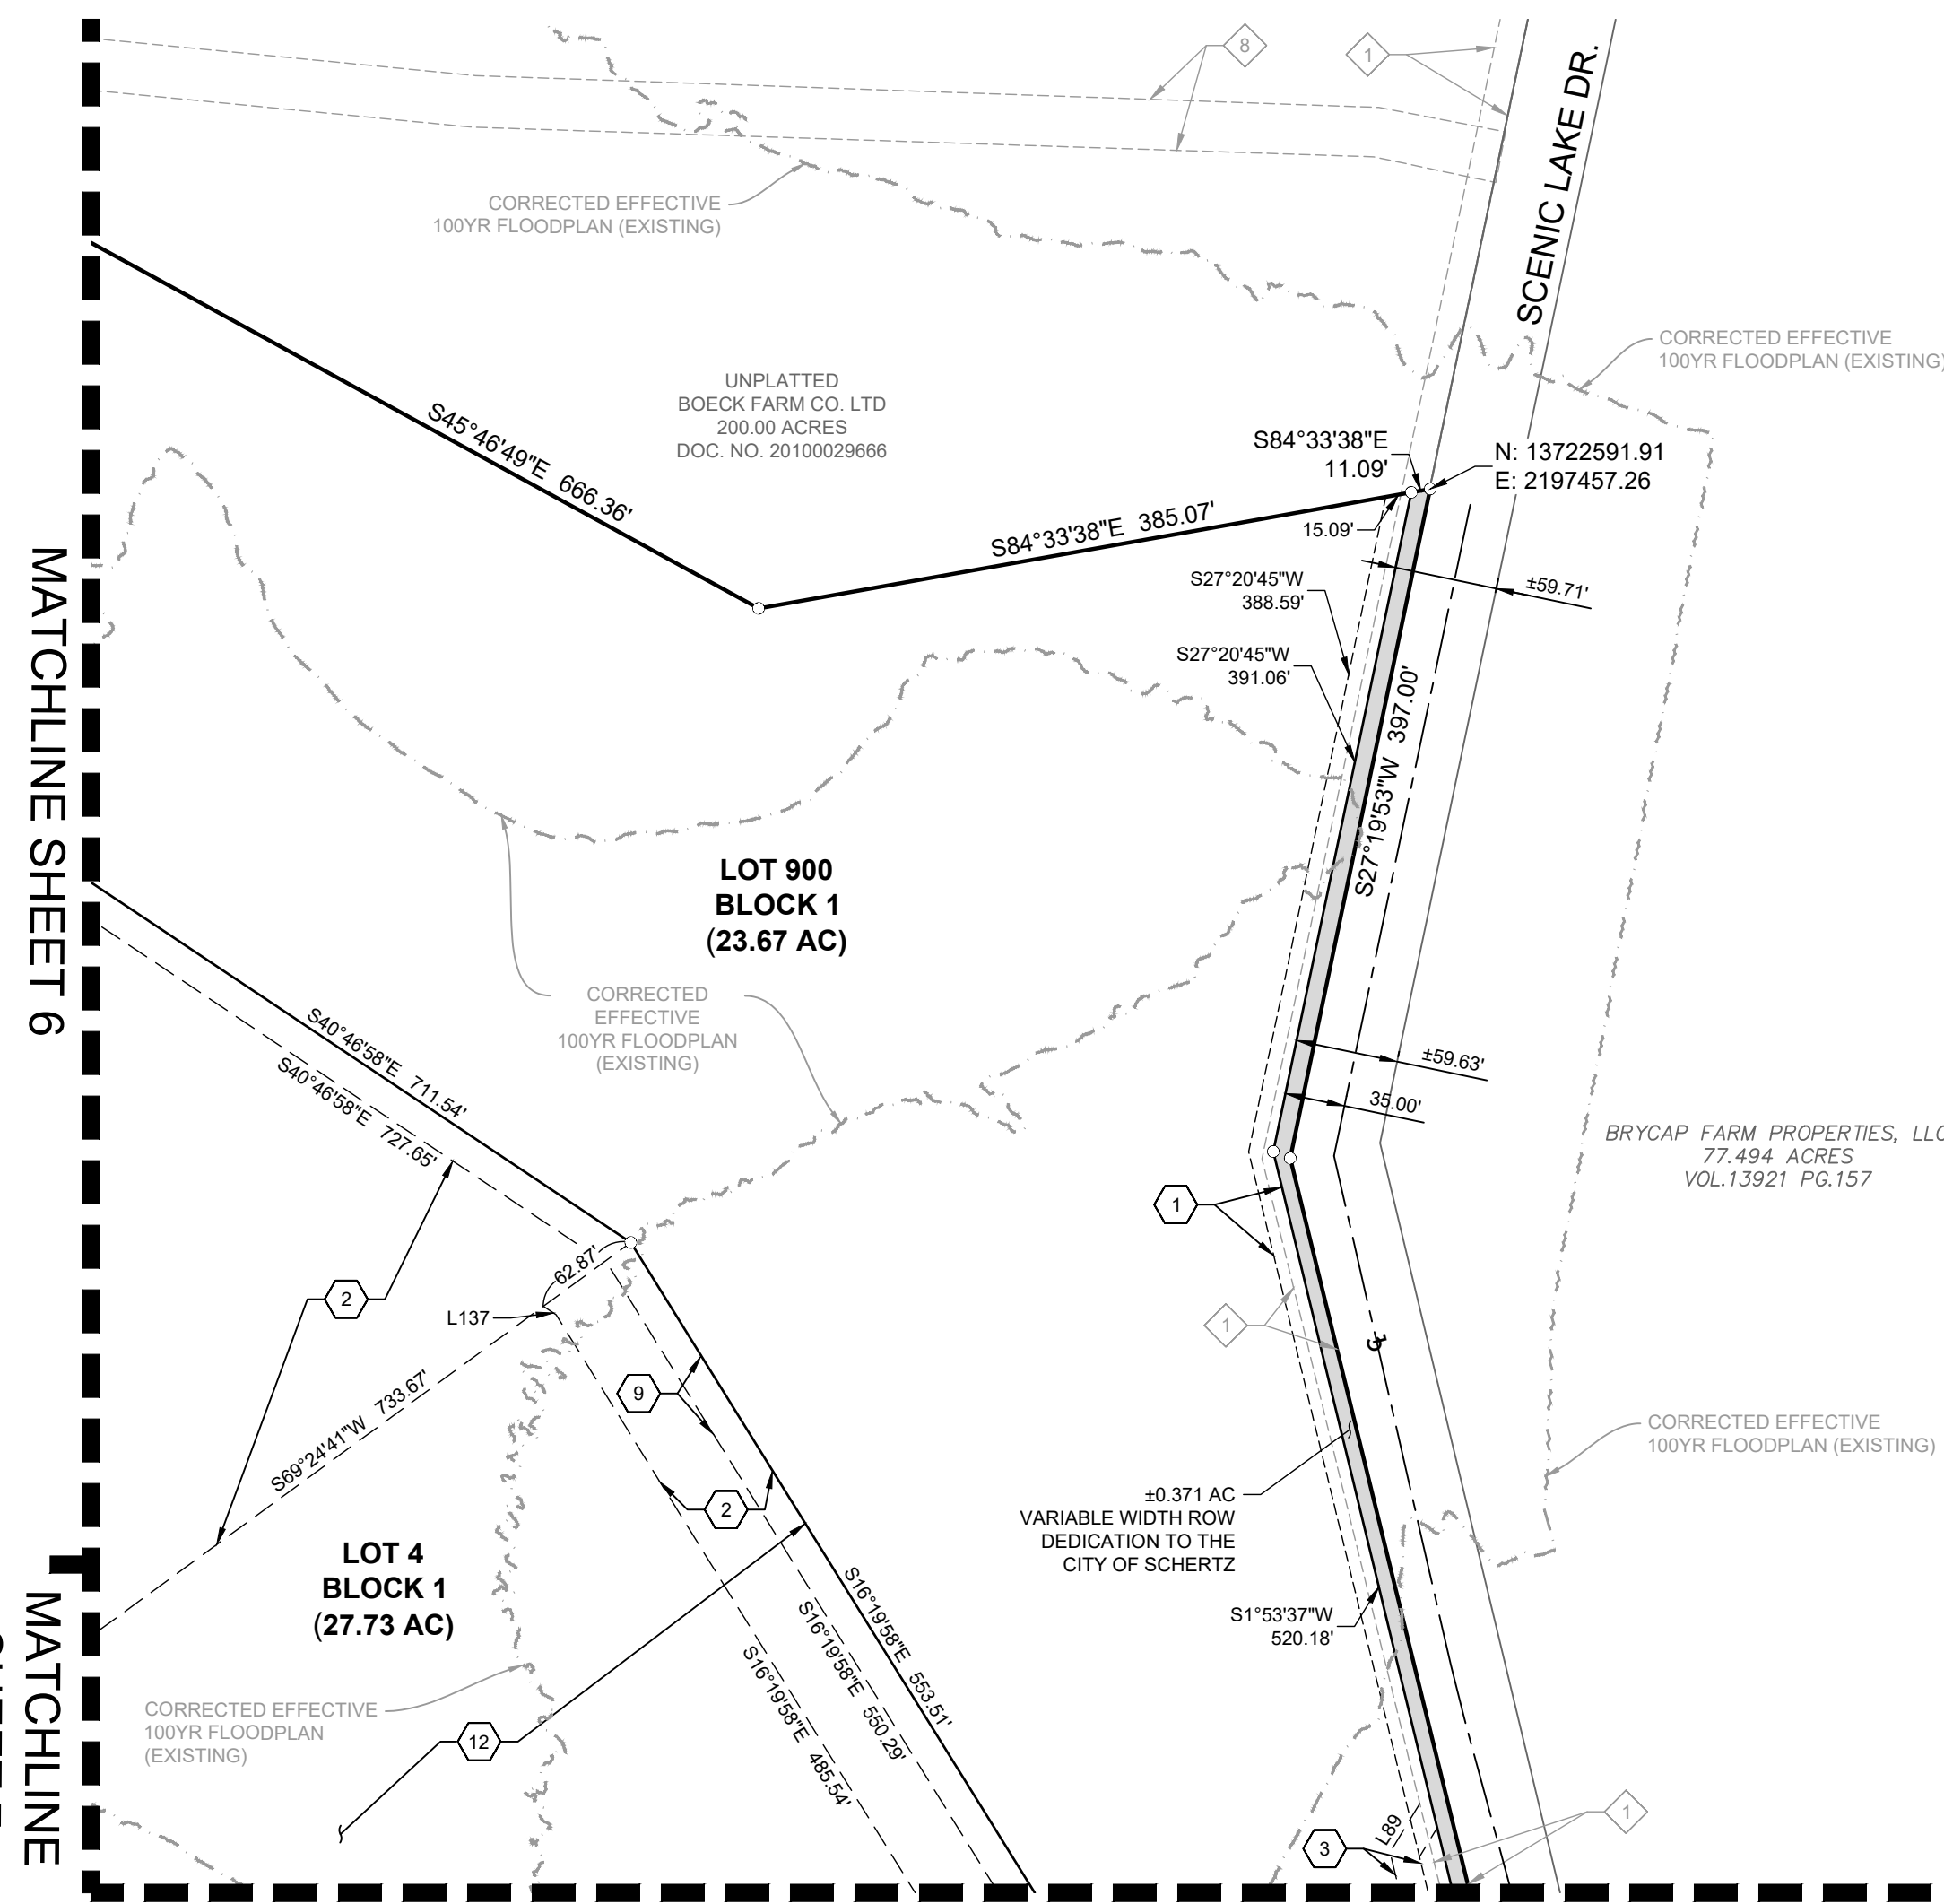 8
1
SCENIC LAKE DR.
CORRECTED EFFECTIVE
100YR FLOODPLAN (EXISTING)
CORRECTED EFFECTIVE
100YR FLOODPLAN (EXISTING)
UNPLATTED
BOECK FARM CO. LTD
200.00 ACRES
DOC. NO. 20100029666
S45°46'49"E 666.36'
S84°33'38"E
11.09'
N: 13722591.91
E: 2197457.26
S84°33'38"E 385.07'
15.09'
±59.71'
S27°20'45"W
388.59'
S27°20'45"W
391.06'
S27°19'53"W 397.00'
MATCHLINE SHEET 6
LOT 900
BLOCK 1
(23.67 AC)
CORRECTED
EFFECTIVE
100YR FLOODPLAN
(EXISTING)
S40°46'58"E 711.54'
S40°46'58"E 727.65'
±59.63'
35.00'
BRYCAP FARM PROPERTIES, LLC
77.494 ACRES
VOL.13921 PG.157
1
62.87'
2
L137
1
9
S69°24'41"W 733.67'
CORRECTED EFFECTIVE
100YR FLOODPLAN (EXISTING)
2
±0.371 AC
VARIABLE WIDTH ROW
DEDICATION TO THE
CITY OF SCHERTZ
LOT 4
BLOCK 1
(27.73 AC)
S1°53'37"W
520.18'
S16°19'58"E 553.51'
S16°19'58"E 550.29'
S16°19'58"E 485.54'
MATCHLINE
CORRECTED EFFECTIVE
100YR FLOODPLAN
(EXISTING)
12
1
L89
3